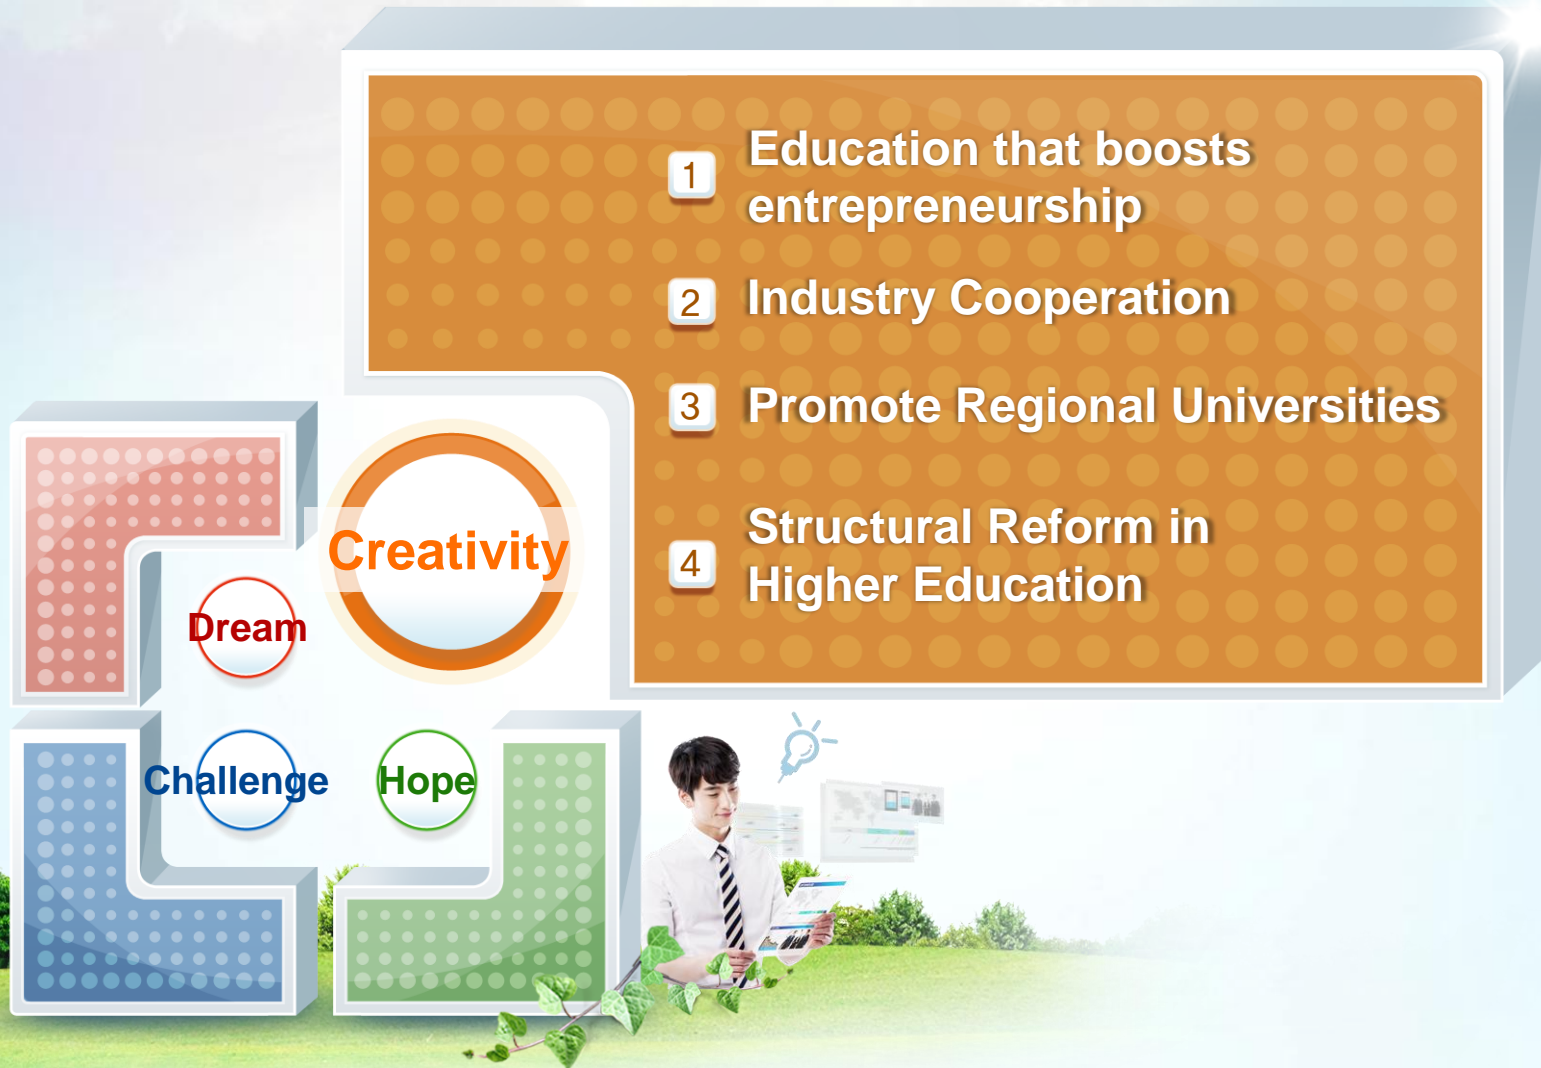 1
Education that boosts
entrepreneurship
2
Industry Cooperation
3
Promote Regional Universities
4
Structural Reform in
Higher Education
Creativity
Dream
Challenge
Hope